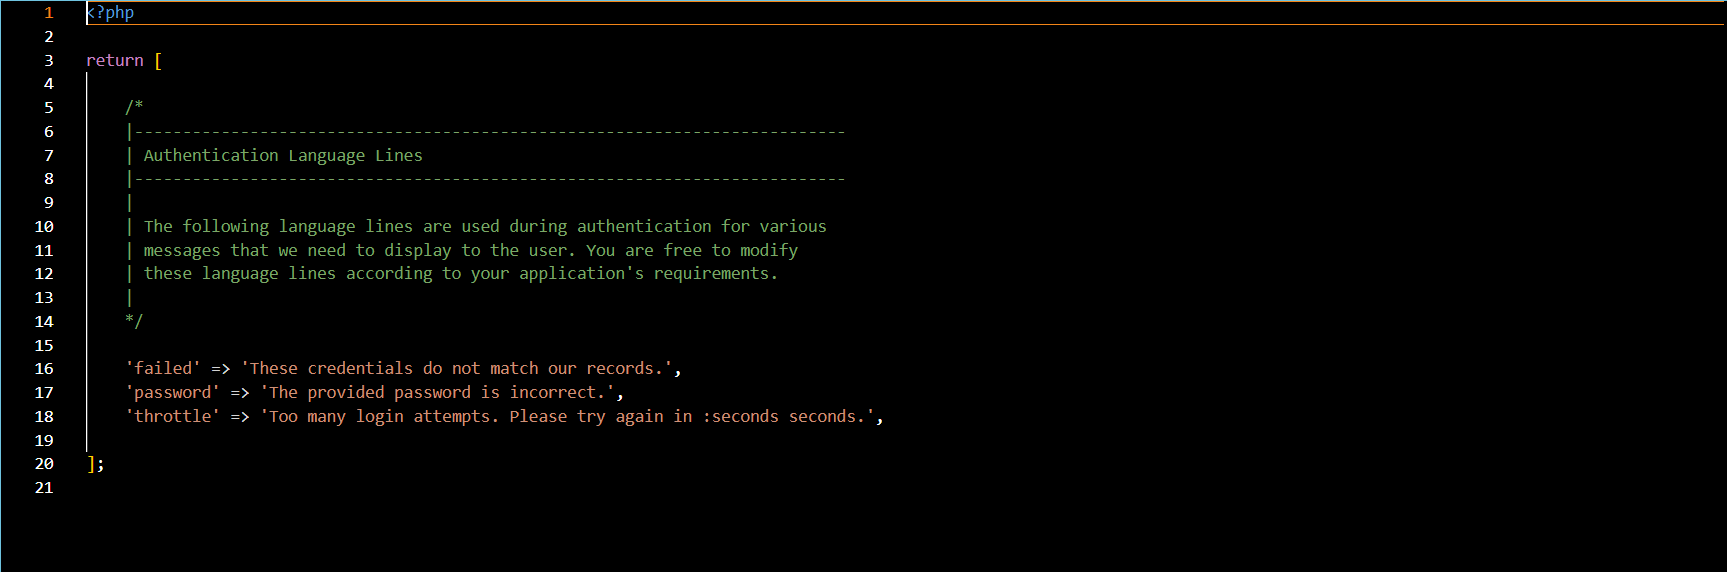 1 <?php
2
3 return [
4
5 /*
6 |--------------------------------------------------------------------------
7 | Authentication Language Lines
8 |--------------------------------------------------------------------------
9 |
10 | The following language lines are used during authentication for various
11 | messages that we need to display to the user. You are free to modify
12 | these language lines according to your application's requirements.
13 |
14 */
15
16 'failed' => 'These credentials do not match our records.',
17 'password' => 'The provided password is incorrect.',
18 'throttle' => 'Too many login attempts. Please try again in :seconds seconds.',
19
20 ];
21